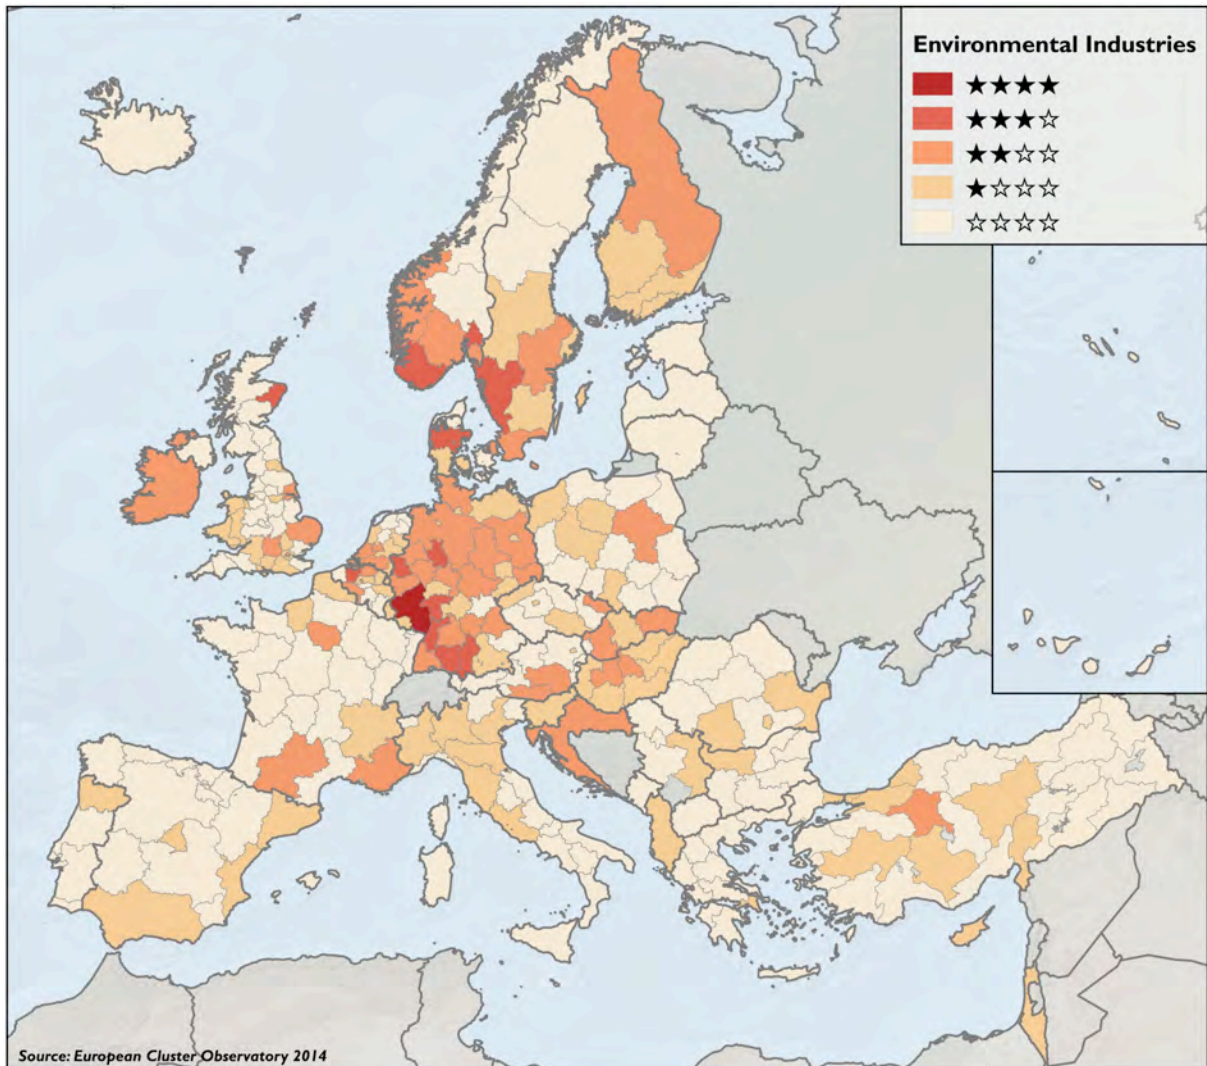 Environmental Industries
★★★★
★★★☆
★★☆☆
★☆☆☆
☆☆☆☆
Source: European Cluster Observatory 2014